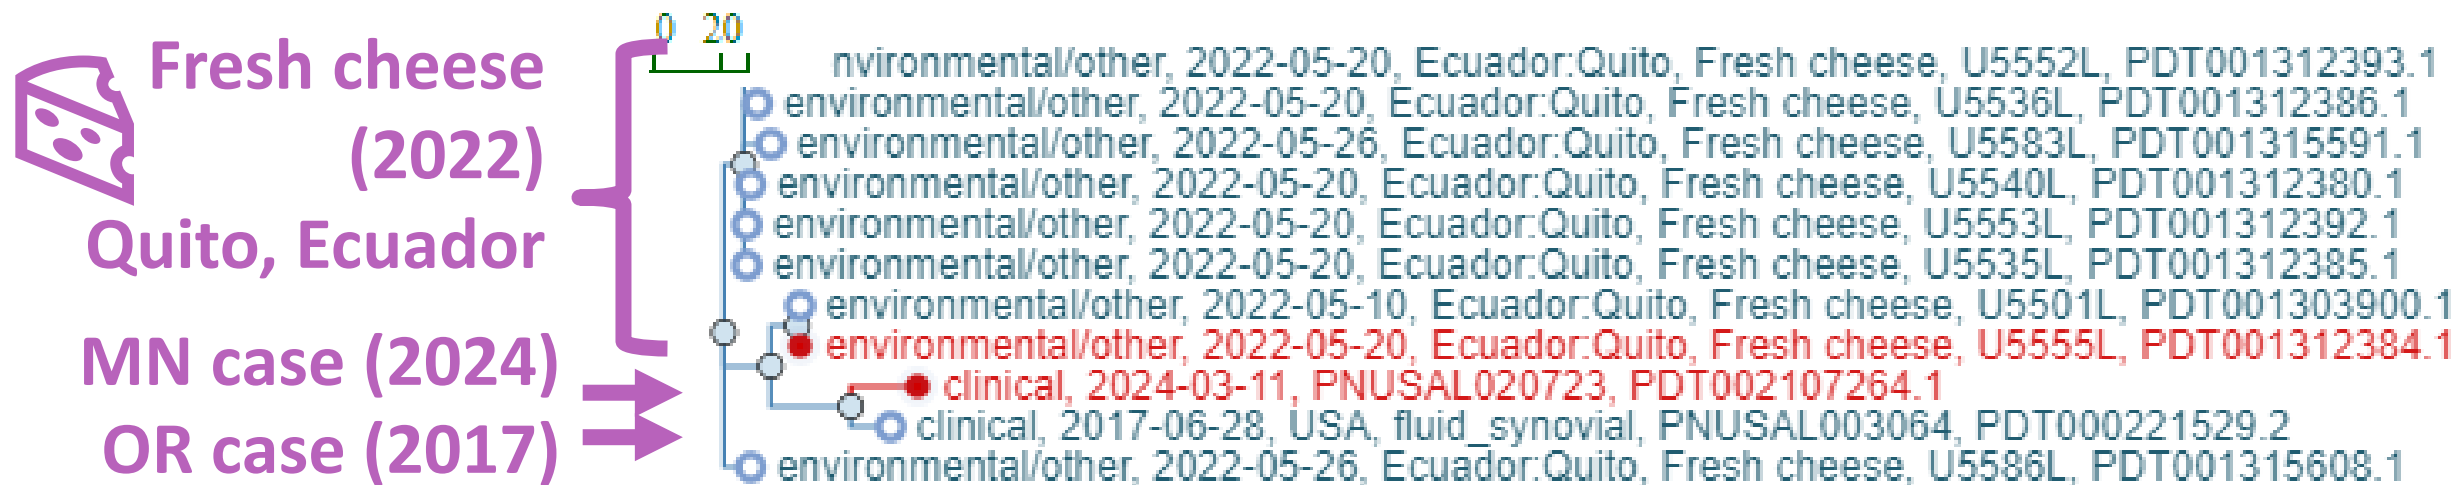 Fresh cheese
(2022)
Quito, Ecuador
MN case (2024)
OR case (2017)
0 20
nvironmental/other, 2022-05-20, Ecuador:Quito, Fresh cheese, U5552L, PDT001312393.1
environmental/other, 2022-05-20, Ecuador:Quito, Fresh cheese, U5536L, PDT001312386.1
environmental/other, 2022-05-26, Ecuador:Quito, Fresh cheese, U5583L, PDT001315591.1
environmental/other, 2022-05-20, Ecuador:Quito, Fresh cheese, U5540L, PDT001312380.1
environmental/other, 2022-05-20, Ecuador:Quito, Fresh cheese, U5553L, PDT001312392.1
environmental/other, 2022-05-20, Ecuador:Quito, Fresh cheese, U5535L, PDT001312385.1
environmental/other, 2022-05-10, Ecuador:Quito, Fresh cheese, U5501L, PDT001303900.1
environmental/other, 2022-05-20, Ecuador:Quito, Fresh cheese, U5555L, PDT001312384.1
clinical, 2024-03-11, PNUSAL020723, PDT002107264.1
clinical, 2017-06-28, USA, fluid_synovial, PNUSAL003064, PDT000221529.2
environmental/other, 2022-05-26, Ecuador:Quito, Fresh cheese, U5586L, PDT001315608.1